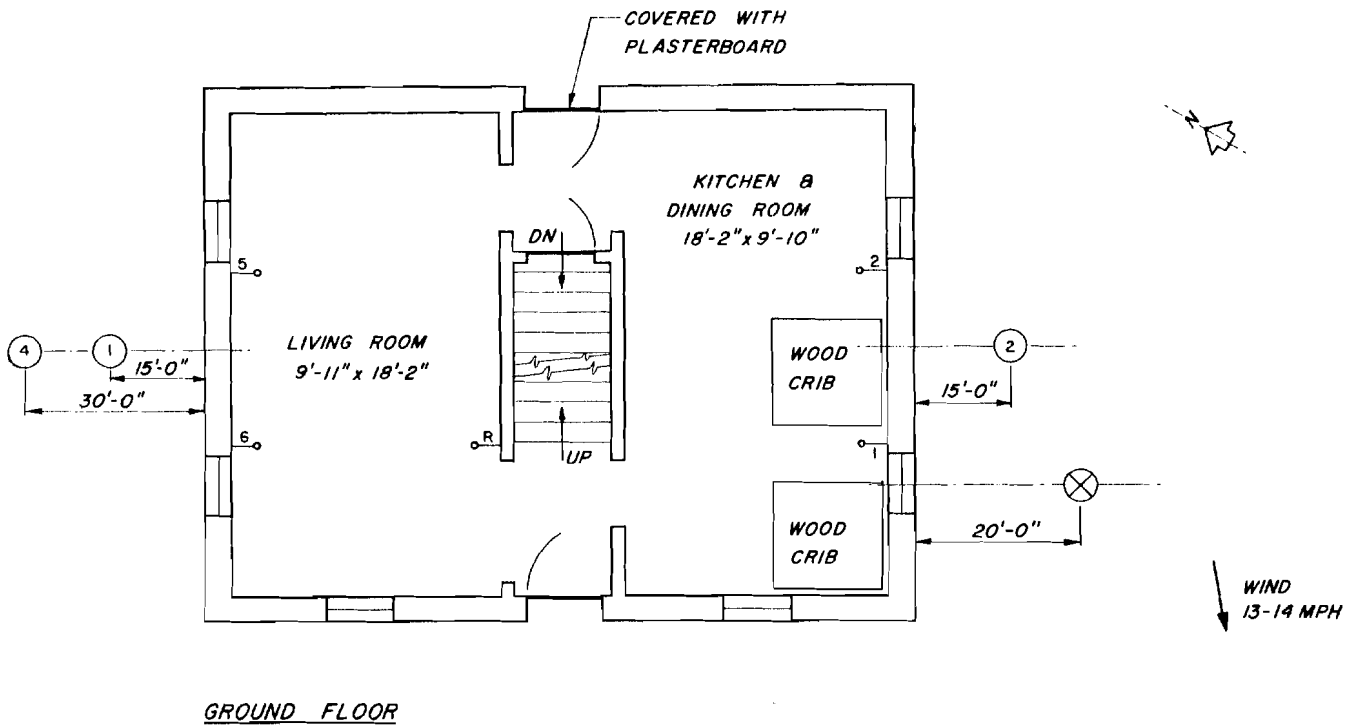 COVERED WITH
PLASTERBOARD
N
KITCHEN &
DINING ROOM
18'-2" x 9'-10"
DN
5
2
LIVING ROOM
9'-11" x 18'-2"
4
1
15'-0"
30'-0"
WOOD
CRIB
2
15'-0"
6
R
UP
1
WOOD
CRIB
20'-0"
WIND
13-14 MPH
GROUND FLOOR